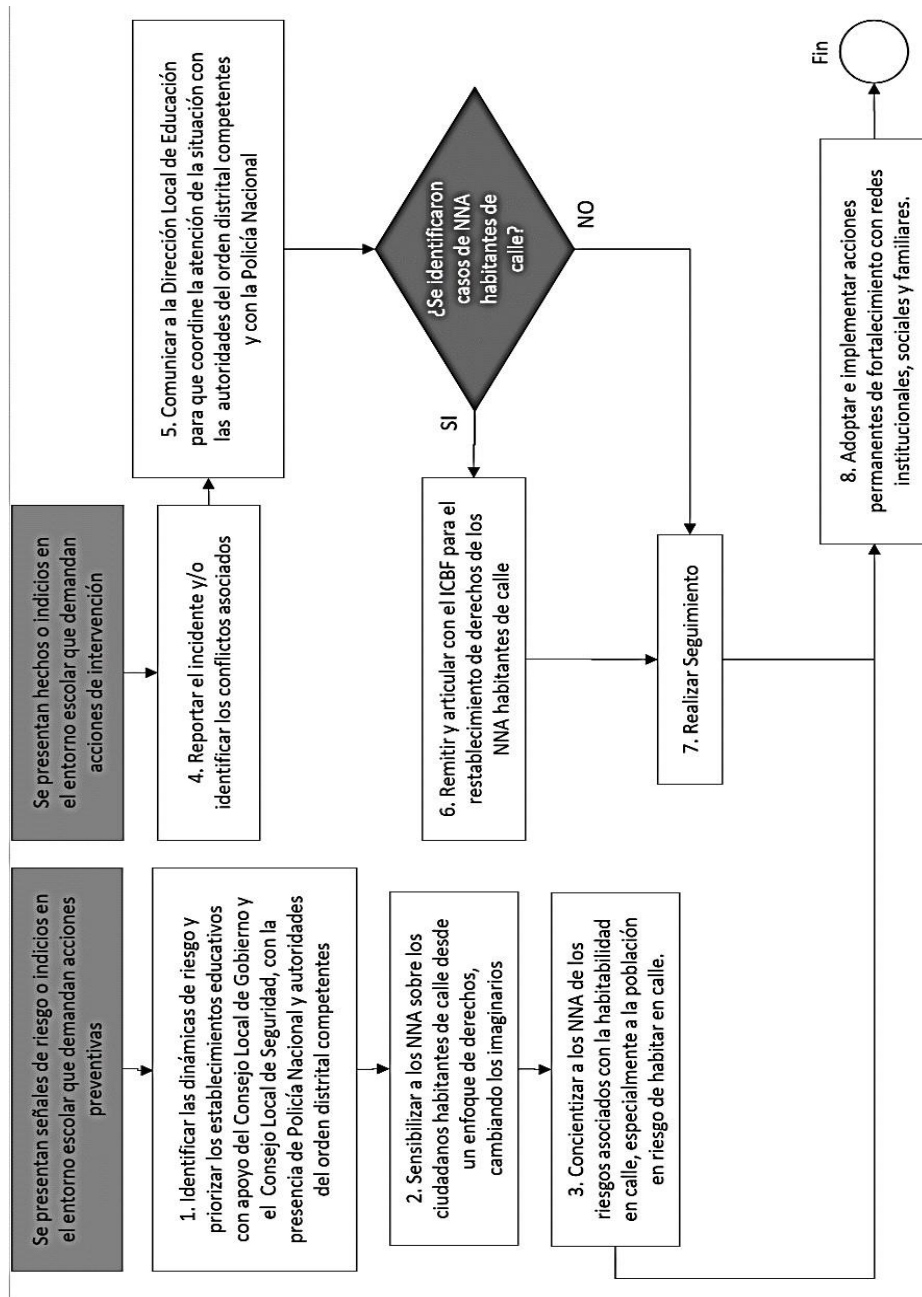 Se presentan señales de riesgo o indicios en
el entorno escolar que demandan acciones
preventivas
1. Identificar las dinámicas de riesgo y
priorizar los establecimientos educativos
con apoyo del Consejo Local de Gobierno y
el Consejo Local de Seguridad, con la
presencia de Policía Nacional y autoridades
del orden distrital competentes
2. Sensibilizar a los NNA sobre los
ciudadanos habitantes de calle desde
un enfoque de derechos,
cambiando los imaginarios
3. Concientizar a los NNA de los
riesgos asociados con la habitabilidad
en calle, especialmente a la población
en riesgo de habitar en calle.
Se presentan hechos o indicios en
el entorno escolar que demandan
acciones de intervención
4. Reportar el incidente y/o
identificar los conflictos asociados
5. Comunicar a la Dirección Local de Educación
para que coordine la atención de la situación con
las autoridades del orden distrital competentes
y con la Policía Nacional
¿Se identificaron
casos de NNA
habitantes de
calle?
SI
NO
6. Remitir y articular con el ICBF para el
restablecimiento de derechos de los
NNA habitantes de calle
7. Realizar Seguimiento
8. Adoptar e implementar acciones
permanentes de fortalecimiento con redes
institucionales, sociales y familiares.
Fin